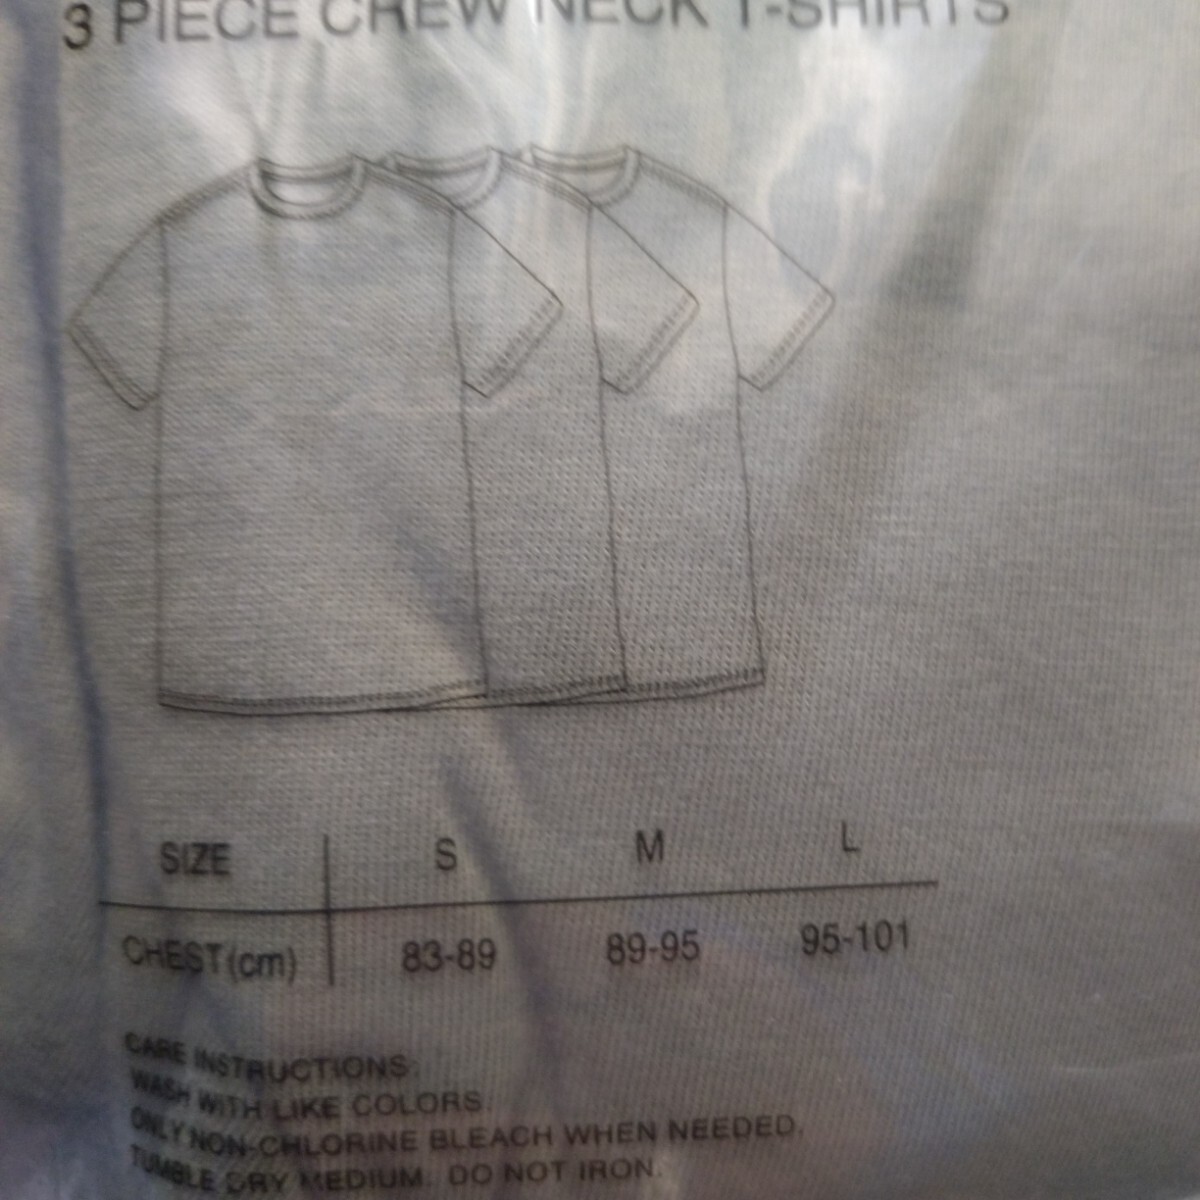 3 PIECE CREW NECK T-SHIRTS
SIZE S M L
CHEST(cm) 83-89 89-95 95-101
CARE INSTRUCTIONS:
WASH WITH LIKE COLORS.
ONLY NON-CHLORINE BLEACH WHEN NEEDED.
TUMBLE DRY MEDIUM. DO NOT IRON.